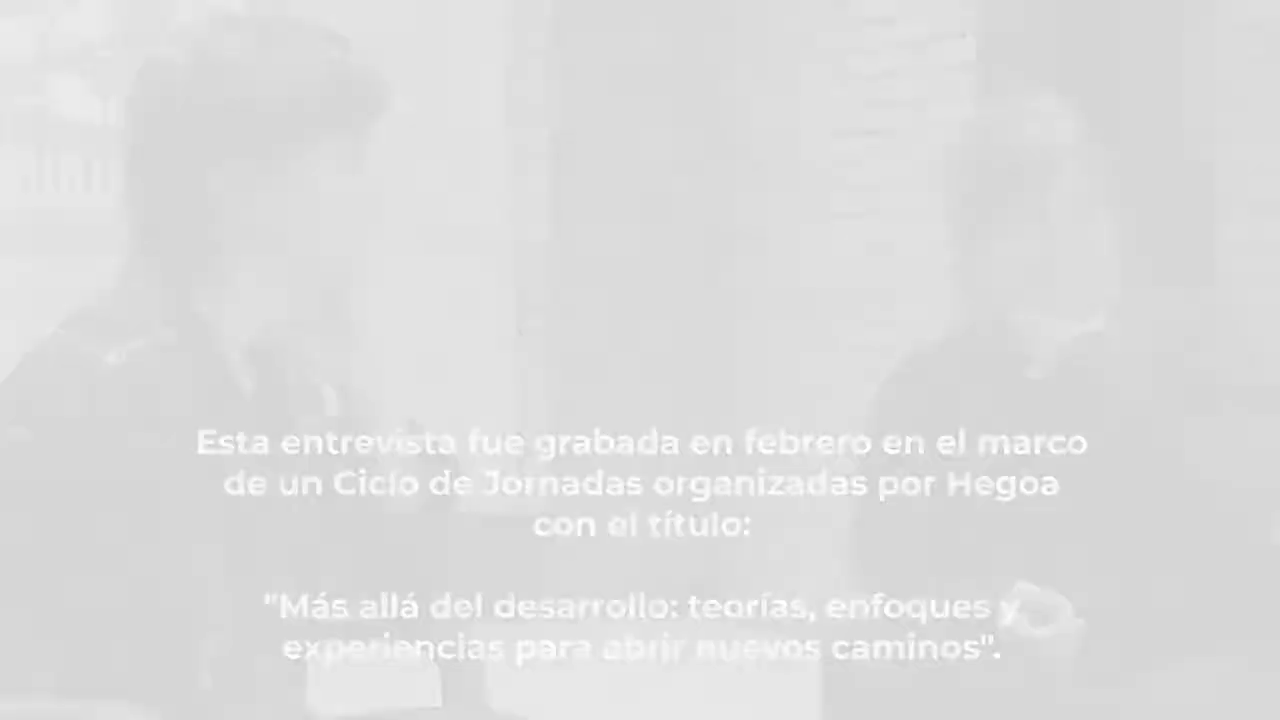 Esta entrevista fue grabada en febrero en el marco
de un Ciclo de Jornadas organizadas por Hegoa
con el título:
"Más allá del desarrollo: teorías, enfoques y
experiencias para abrir nuevos caminos".